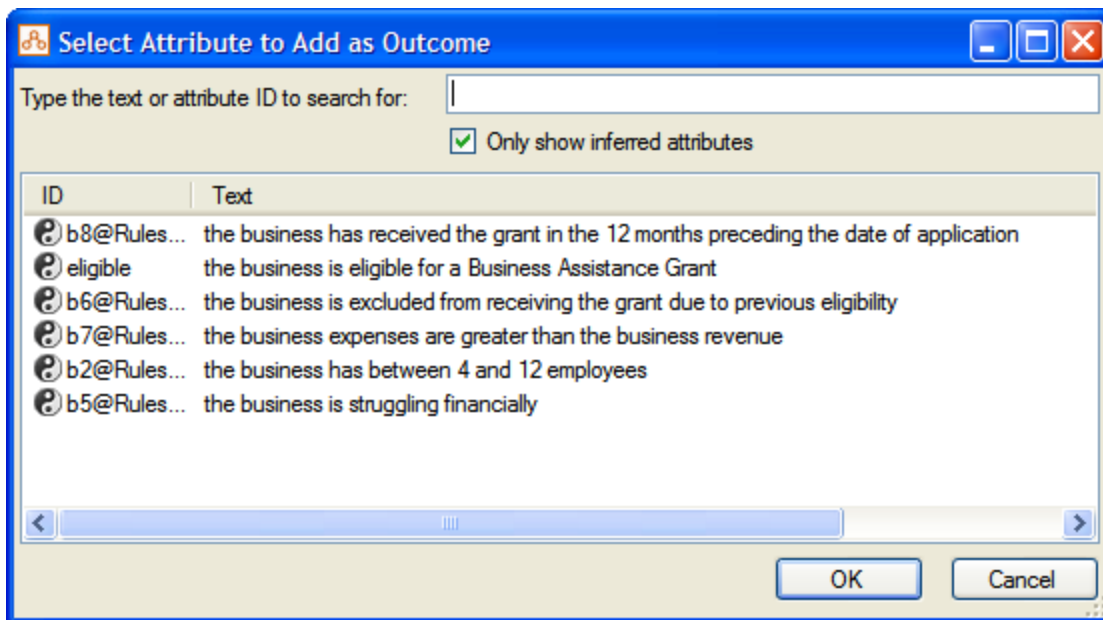 Select Attribute to Add as Outcome
Type the text or attribute ID to search for:
Only show inferred attributes
ID Text
b8@Rules... the business has received the grant in the 12 months preceding the date of application
eligible the business is eligible for a Business Assistance Grant
b6@Rules... the business is excluded from receiving the grant due to previous eligibility
b7@Rules... the business expenses are greater than the business revenue
b2@Rules... the business has between 4 and 12 employees
b5@Rules... the business is struggling financially
OK Cancel